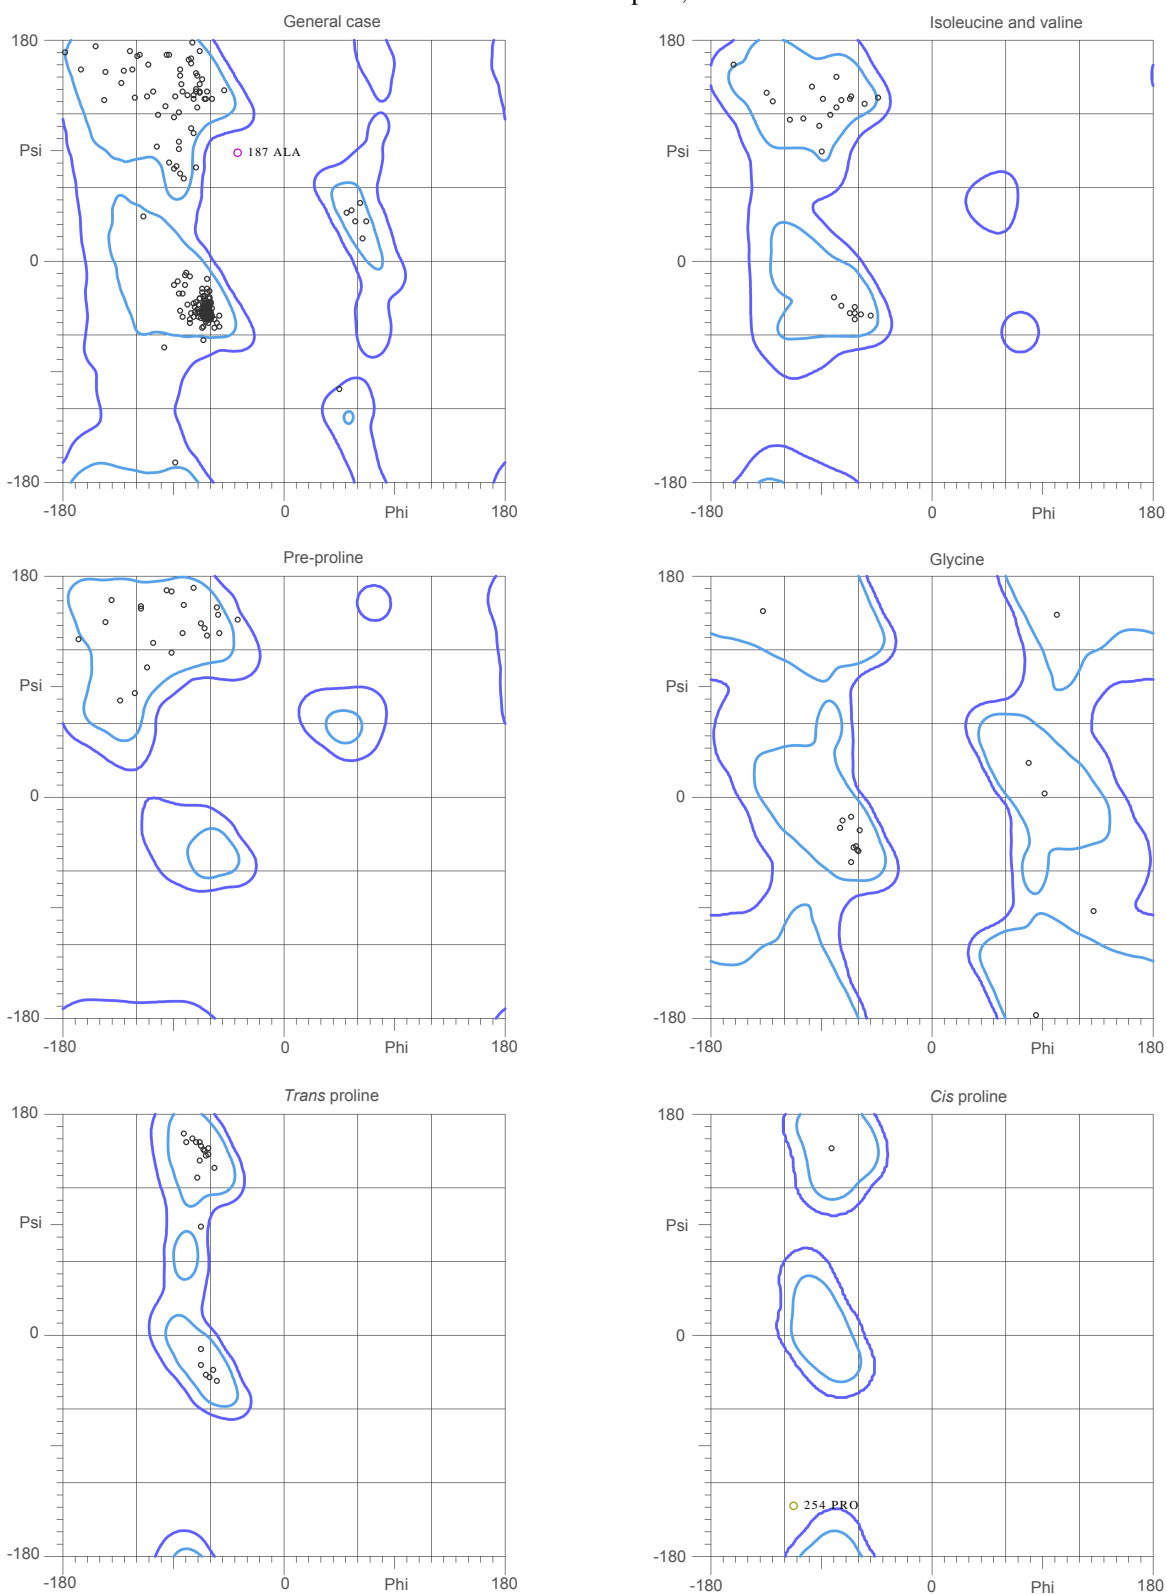 General case
180
187 ALA
Psi
0
-180
-180
0
Phi
180
Isoleucine and valine
180
Psi
0
-180
-180
0
Phi
180
Pre-proline
180
Psi
0
-180
-180
0
Phi
180
Glycine
180
Psi
0
-180
-180
0
Phi
180
Trans proline
180
Psi
0
-180
-180
0
Phi
180
Cis proline
180
Psi
0
254 PRO
-180
-180
0
Phi
180